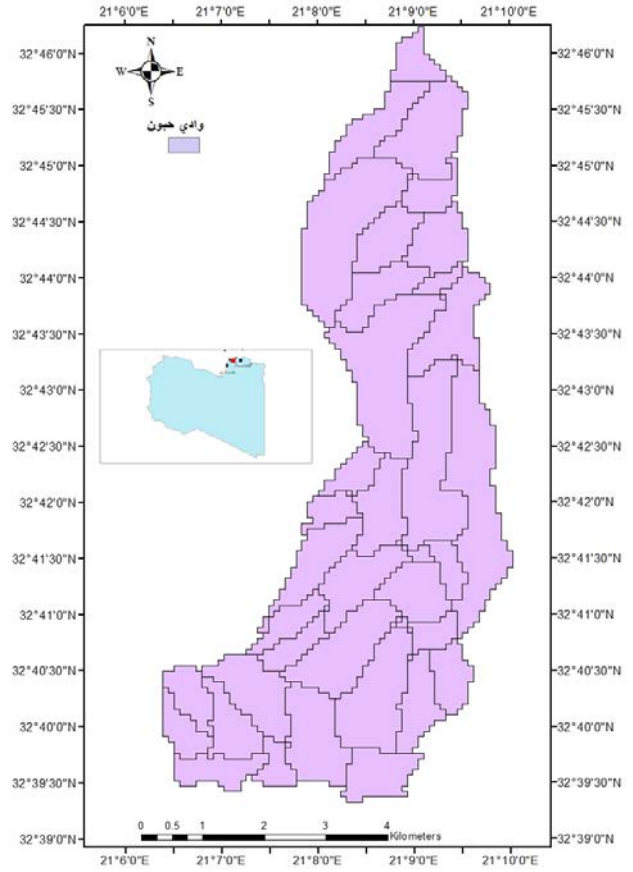 21°6'0"E 21°7'0"E 21°8'0"E 21°9'0"E 21°10'0"E
N
W E
S
وادي حبون
32°46'0"N 32°46'0"N
32°45'30"N 32°45'30"N
32°45'0"N 32°45'0"N
32°44'30"N 32°44'30"N
32°44'0"N 32°44'0"N
32°43'30"N 32°43'30"N
32°43'0"N 32°43'0"N
32°42'30"N 32°42'30"N
32°42'0"N 32°42'0"N
32°41'30"N 32°41'30"N
32°41'0"N 32°41'0"N
32°40'30"N 32°40'30"N
32°40'0"N 32°40'0"N
32°39'30"N 32°39'30"N
0 0.5 1 2 3 4
Kilometers
32°39'0"N 32°39'0"N
21°6'0"E 21°7'0"E 21°8'0"E 21°9'0"E 21°10'0"E